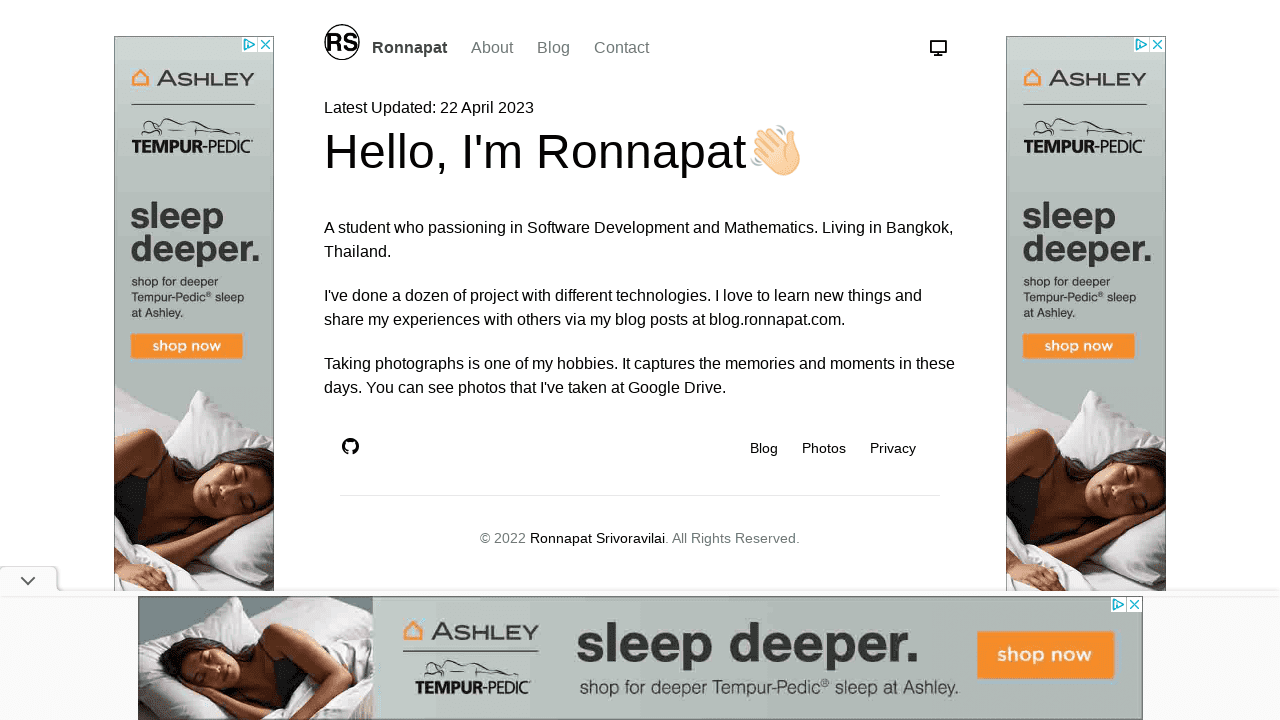 RS
Ronnapat
About
Blog
Contact
Latest Updated: 22 April 2023
Hello, I'm Ronnapat👋🏻
A student who passioning in Software Development and Mathematics. Living in Bangkok,
Thailand.
I've done a dozen of project with different technologies. I love to learn new things and
share my experiences with others via my blog posts at blog.ronnapat.com.
Taking photographs is one of my hobbies. It captures the memories and moments in these
days. You can see photos that I've taken at Google Drive.
Blog
Photos
Privacy
© 2022 Ronnapat Srivoravilai. All Rights Reserved.
ASHLEY
TEMPUR-PEDIC®
sleep
deeper.
shop for deeper
Tempur-Pedic® sleep
at Ashley.
shop now
ASHLEY
TEMPUR-PEDIC®
sleep
deeper.
shop for deeper
Tempur-Pedic® sleep
at Ashley.
shop now
ASHLEY
TEMPUR-PEDIC®
sleep deeper.
shop for deeper Tempur-Pedic® sleep at Ashley.
shop now